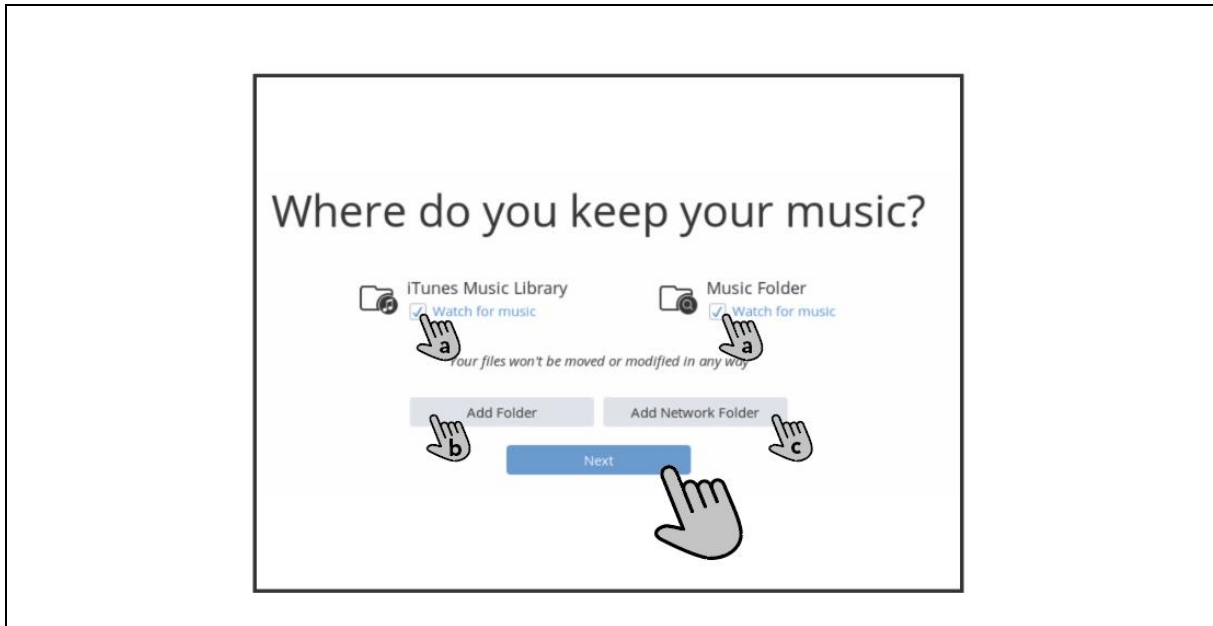 Where do you keep your music?
iTunes Music Library
Music Folder
Watch for music
Watch for music
a
a
Your files won't be moved or modified in any way
Add Folder
Add Network Folder
b
c
Next